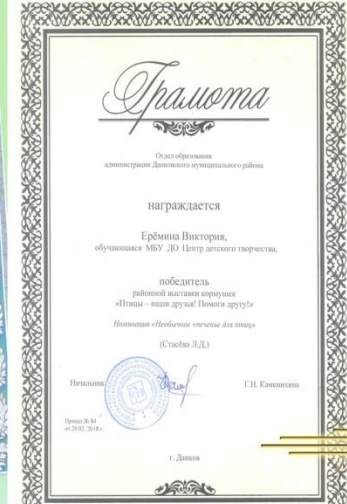 Грамота
Отдел образования
администрации Данковского муниципального района
награждается
Ерёмина Виктория,
обучающаяся МБУ ДО Центр детского творчества,
победитель
районной выставки кормушек
«Птицы – наши друзья! Помоги другу!»
Номинация «Необычное «печенье для птиц»
(Стасёва Л.Д.)
Начальник
Г.Н. Каменихина
Приказ № 84
от 20.02. 2018 г.
г. Данков